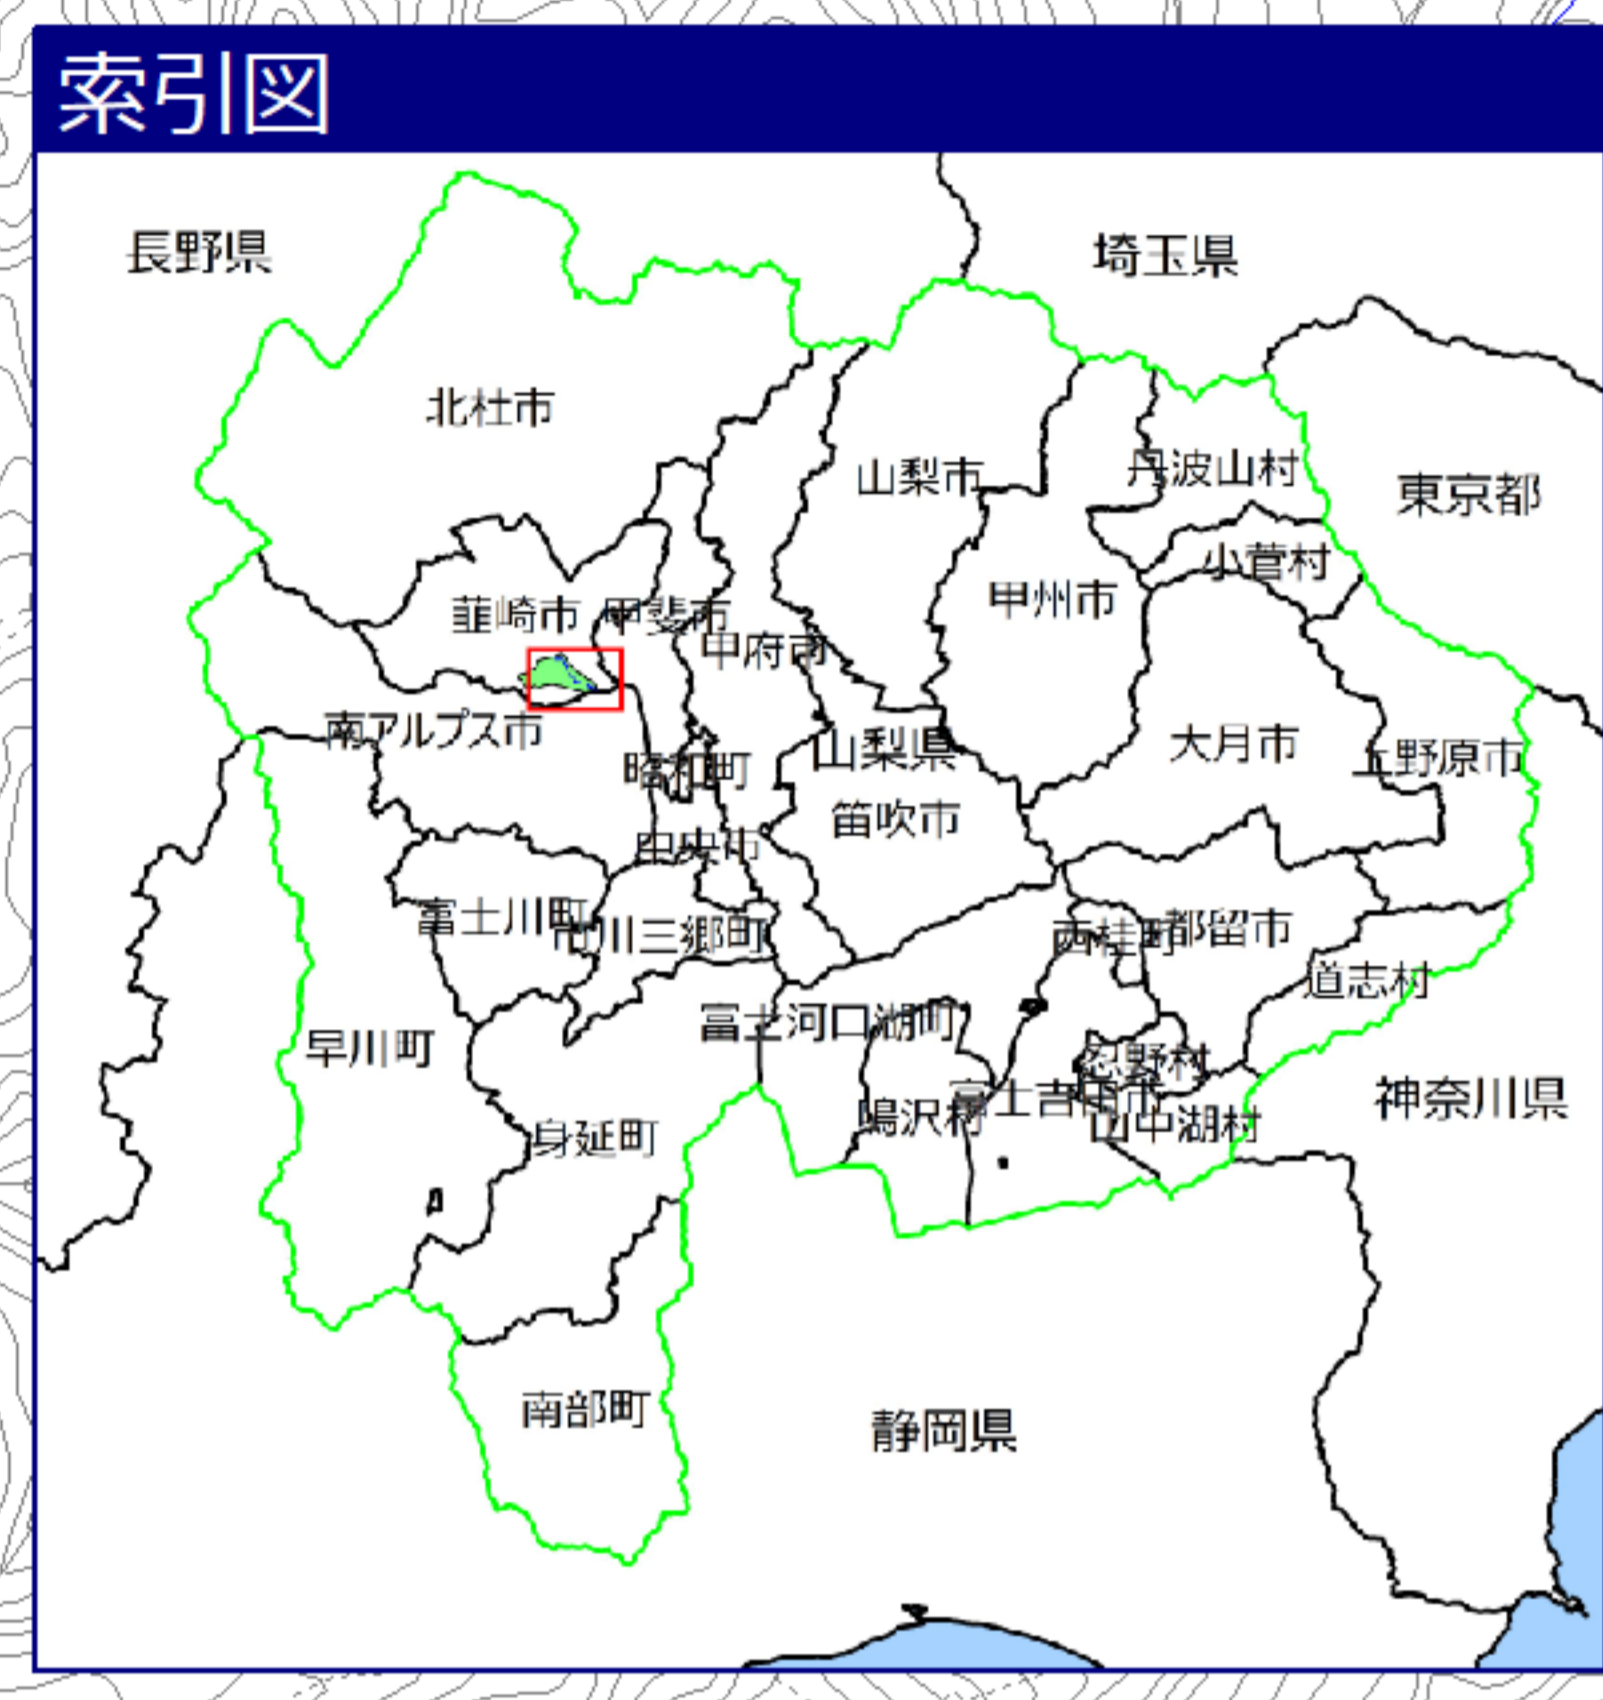 索引図
長野県
埼玉県
北杜市
山梨市
丹波山村
東京都
小菅村
甲州市
韮崎市
甲斐市
甲府市
南アルプス市
山梨県
大月市
上野原市
昭和町
笛吹市
中央市
富士川町
市川三郷町
西桂町
都留市
道志村
富士河口湖町
早川町
忍野村
富士吉田市
鳴沢村
山中湖村
神奈川県
身延町
南部町
静岡県